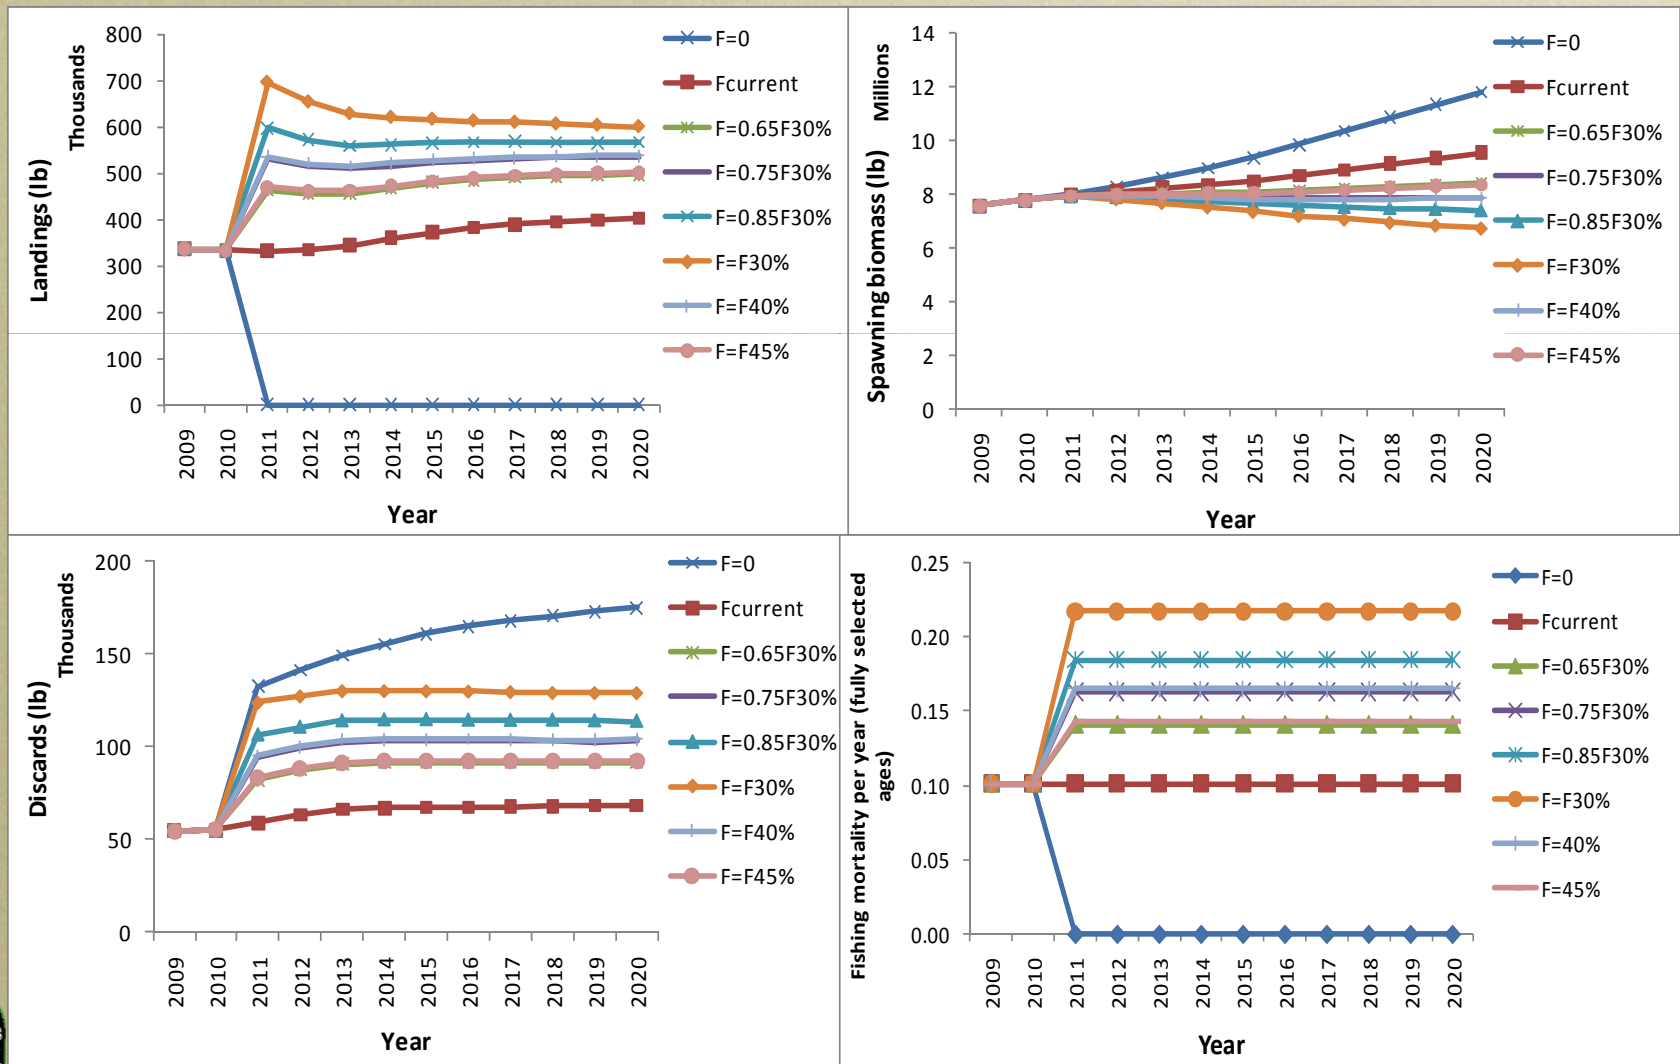 800
700
600
500
400
300
200
100
0
Thousands
Landings (lb)
2009
2010
2011
2012
2013
2014
2015
2016
2017
2018
2019
2020
Year
F=0
Fcurrent
F=0.65F30%
F=0.75F30%
F=0.85F30%
F=F30%
F=F40%
F=F45%
14
12
10
8
6
4
2
0
Millions
Spawning biomass (lb)
2009
2010
2011
2012
2013
2014
2015
2016
2017
2018
2019
2020
Year
F=0
Fcurrent
F=0.65F30%
F=0.75F30%
F=0.85F30%
F=F30%
F=F40%
F=F45%
200
150
100
50
0
Thousands
Discards (lb)
2009
2010
2011
2012
2013
2014
2015
2016
2017
2018
2019
2020
Year
F=0
Fcurrent
F=0.65F30%
F=0.75F30%
F=0.85F30%
F=F30%
F=F40%
F=F45%
0.25
0.20
0.15
0.10
0.05
0.00
Fishing mortality per year (fully selected
ages)
2009
2010
2011
2012
2013
2014
2015
2016
2017
2018
2019
2020
Year
F=0
Fcurrent
F=0.65F30%
F=0.75F30%
F=0.85F30%
F=F30%
F=40%
F=45%